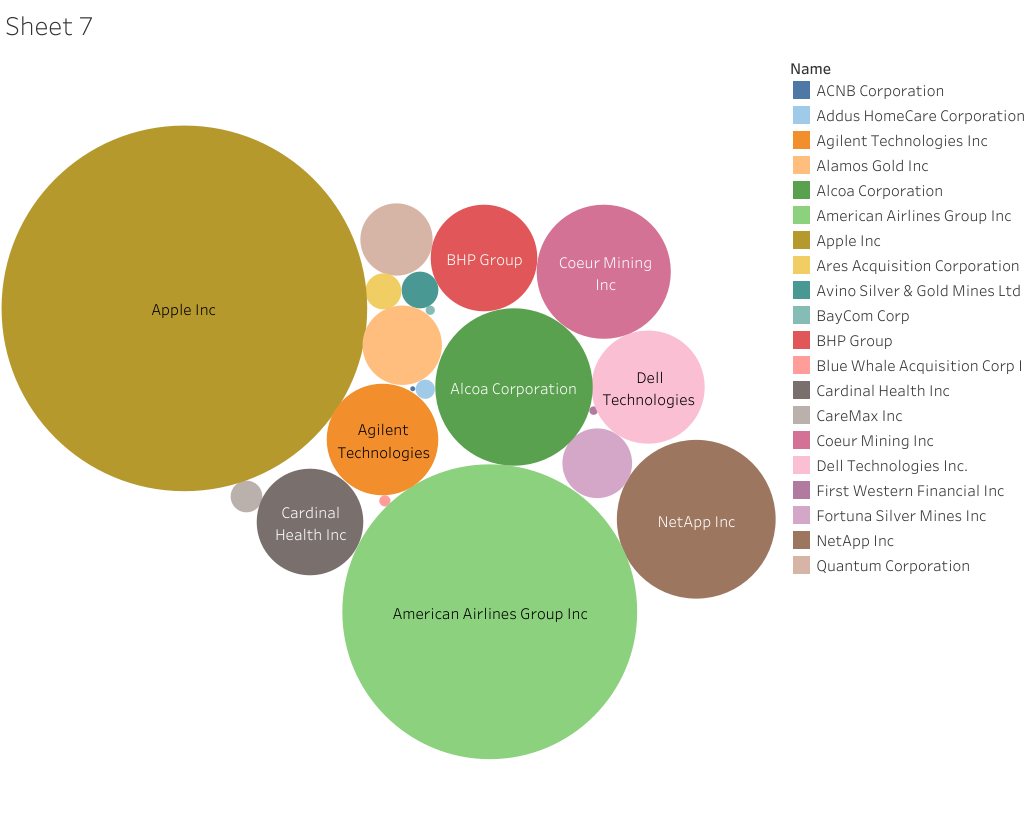 Sheet 7
Apple Inc
BHP Group
Coeur Mining
Inc
Alcoa Corporation
Dell
Technologies
Agilent
Technologies
Cardinal
Health Inc
NetApp Inc
American Airlines Group Inc
Name
ACNB Corporation
Addus HomeCare Corporation
Agilent Technologies Inc
Alamos Gold Inc
Alcoa Corporation
American Airlines Group Inc
Apple Inc
Ares Acquisition Corporation
Avino Silver & Gold Mines Ltd
BayCom Corp
BHP Group
Blue Whale Acquisition Corp I
Cardinal Health Inc
CareMax Inc
Coeur Mining Inc
Dell Technologies Inc.
First Western Financial Inc
Fortuna Silver Mines Inc
NetApp Inc
Quantum Corporation